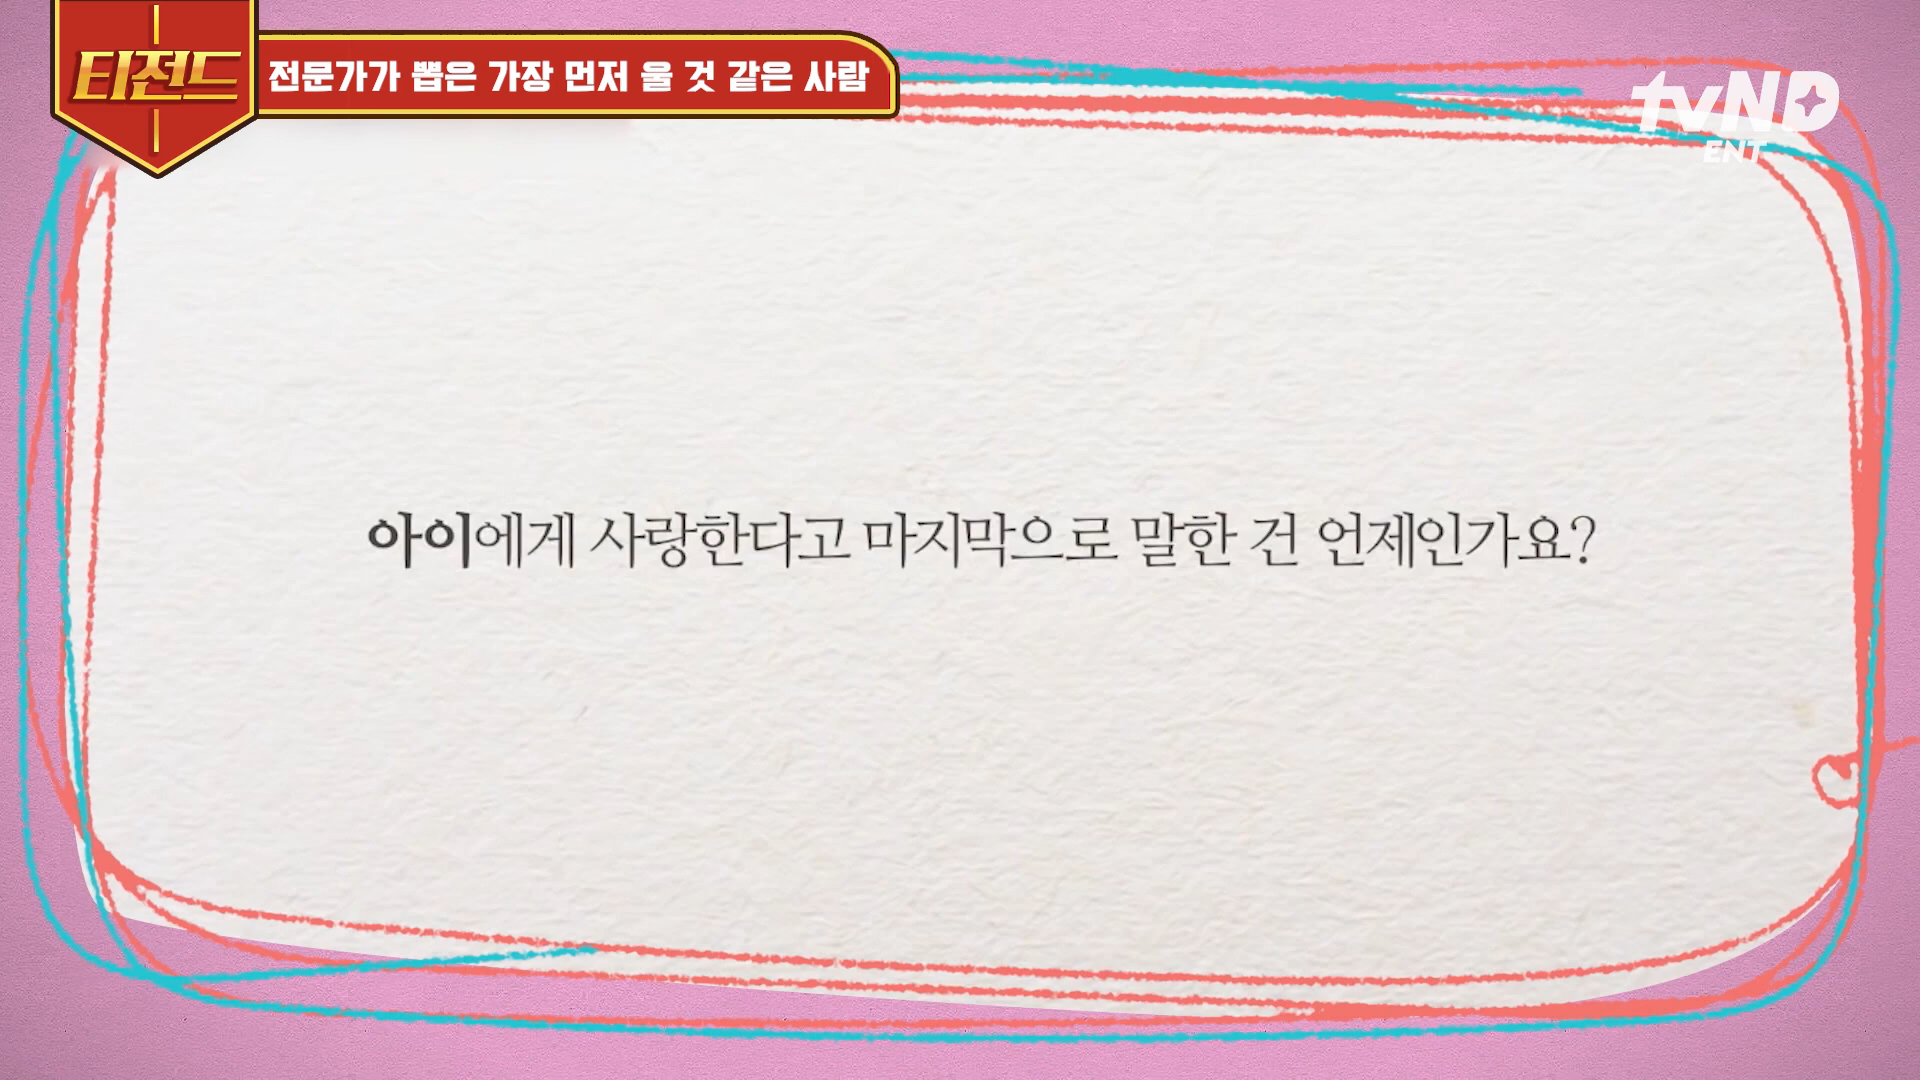 티전드
전문가가 뽑은 가장 먼저 울 것 같은 사람
tvND
ENT
아이에게 사랑한다고 마지막으로 말한 건 언제인가요?